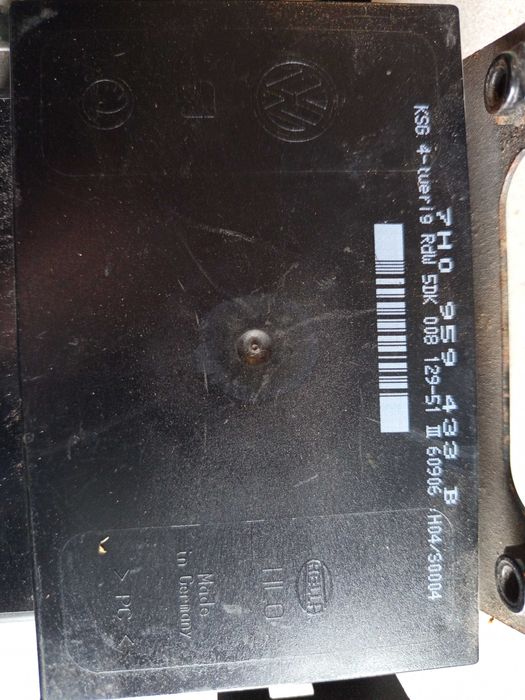 7H0 959 433 B
KSG 4-tuerig RdW 5DK 008 129-51 III 60906 H04/S0004
HELLA
Made
in Germany
> PC <